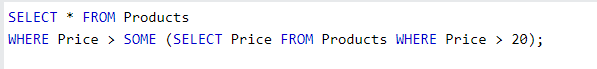 SELECT * FROM Products
WHERE Price > SOME (SELECT Price FROM Products WHERE Price > 20);